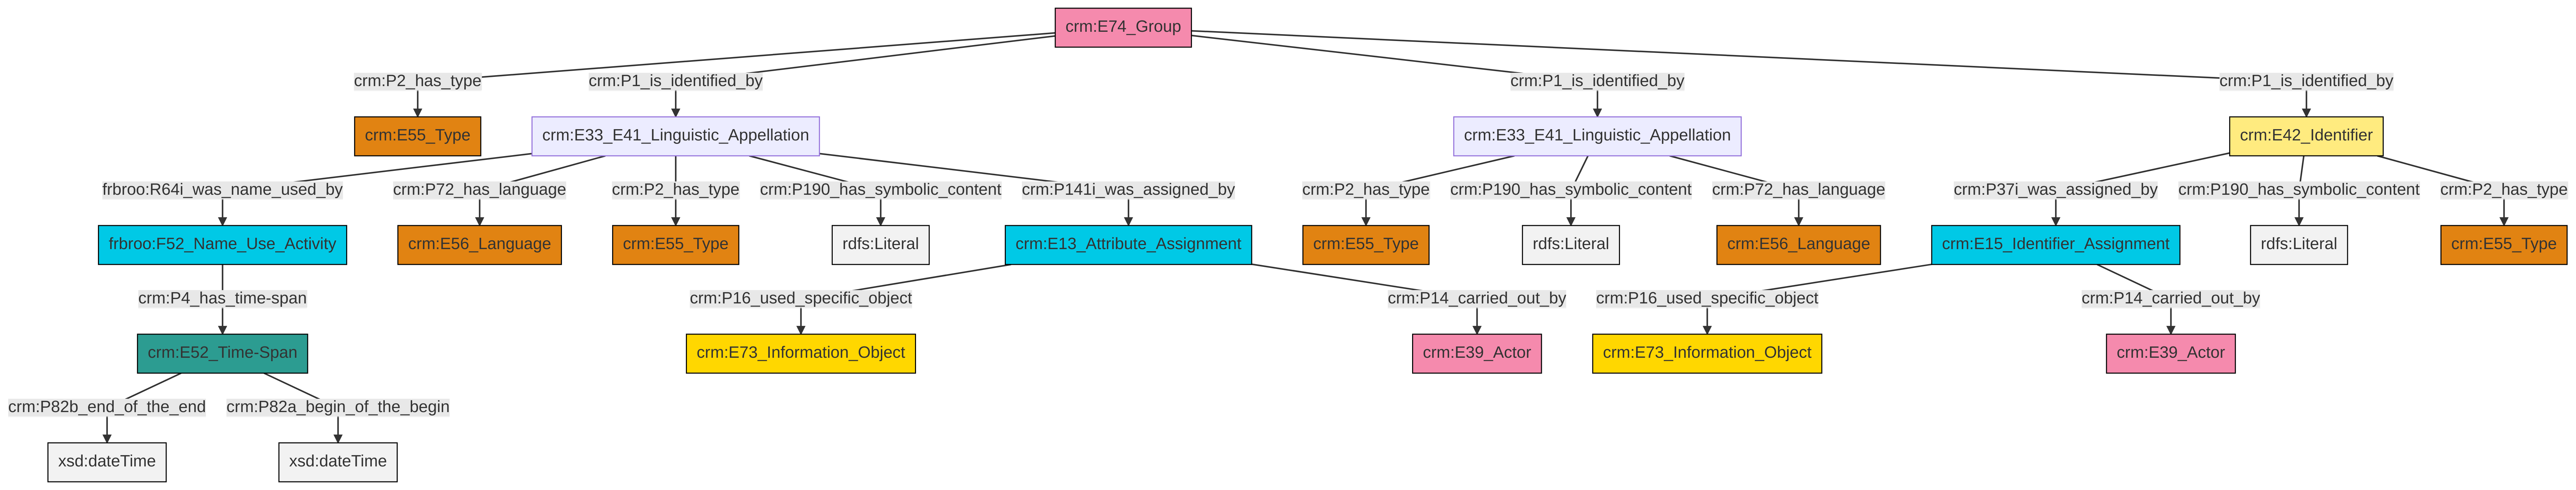 crm:E74_Group
crm:P2_has_type
crm:P1_is_identified_by
crm:P1_is_identified_by
crm:P1_is_identified_by
crm:E55_Type
crm:E33_E41_Linguistic_Appellation
crm:E33_E41_Linguistic_Appellation
crm:E42_Identifier
frbroo:R64i_was_name_used_by
crm:P72_has_language
crm:P2_has_type
crm:P190_has_symbolic_content
crm:P141i_was_assigned_by
crm:P2_has_type
crm:P190_has_symbolic_content
crm:P72_has_language
crm:P37i_was_assigned_by
crm:P190_has_symbolic_content
crm:P2_has_type
frbroo:F52_Name_Use_Activity
crm:E56_Language
crm:E55_Type
rdfs:Literal
crm:E13_Attribute_Assignment
crm:E55_Type
rdfs:Literal
crm:E56_Language
crm:E15_Identifier_Assignment
rdfs:Literal
crm:E55_Type
crm:P4_has_time-span
crm:P16_used_specific_object
crm:P14_carried_out_by
crm:P16_used_specific_object
crm:P14_carried_out_by
crm:E52_Time-Span
crm:E73_Information_Object
crm:E39_Actor
crm:E73_Information_Object
crm:E39_Actor
crm:P82b_end_of_the_end
crm:P82a_begin_of_the_begin
xsd:dateTime
xsd:dateTime